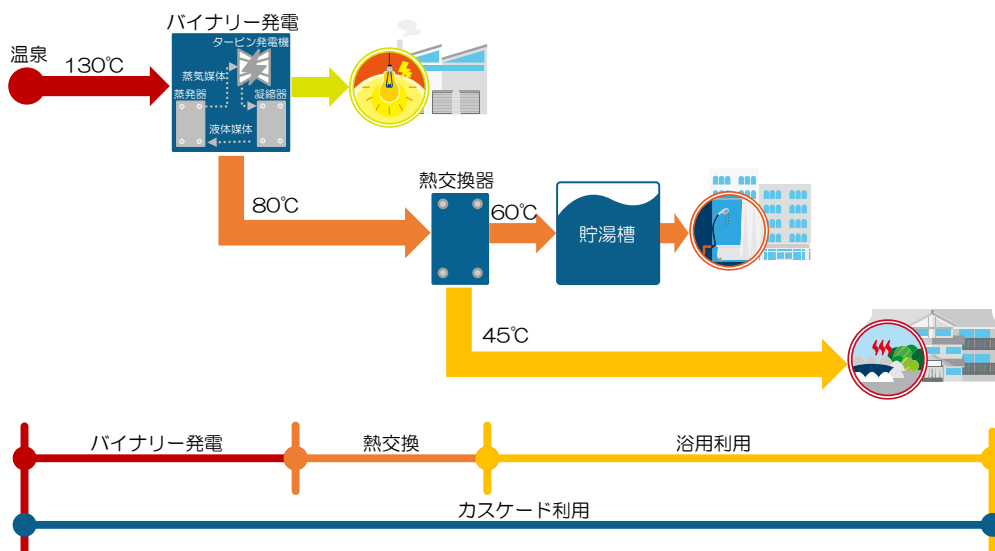 バイナリー発電
温泉
130℃
タービン発電機
蒸気媒体
蒸発器
凝縮器
液体媒体
80℃
熱交換器
60℃
貯湯槽
45℃
バイナリー発電
熱交換
浴用利用
カスケード利用